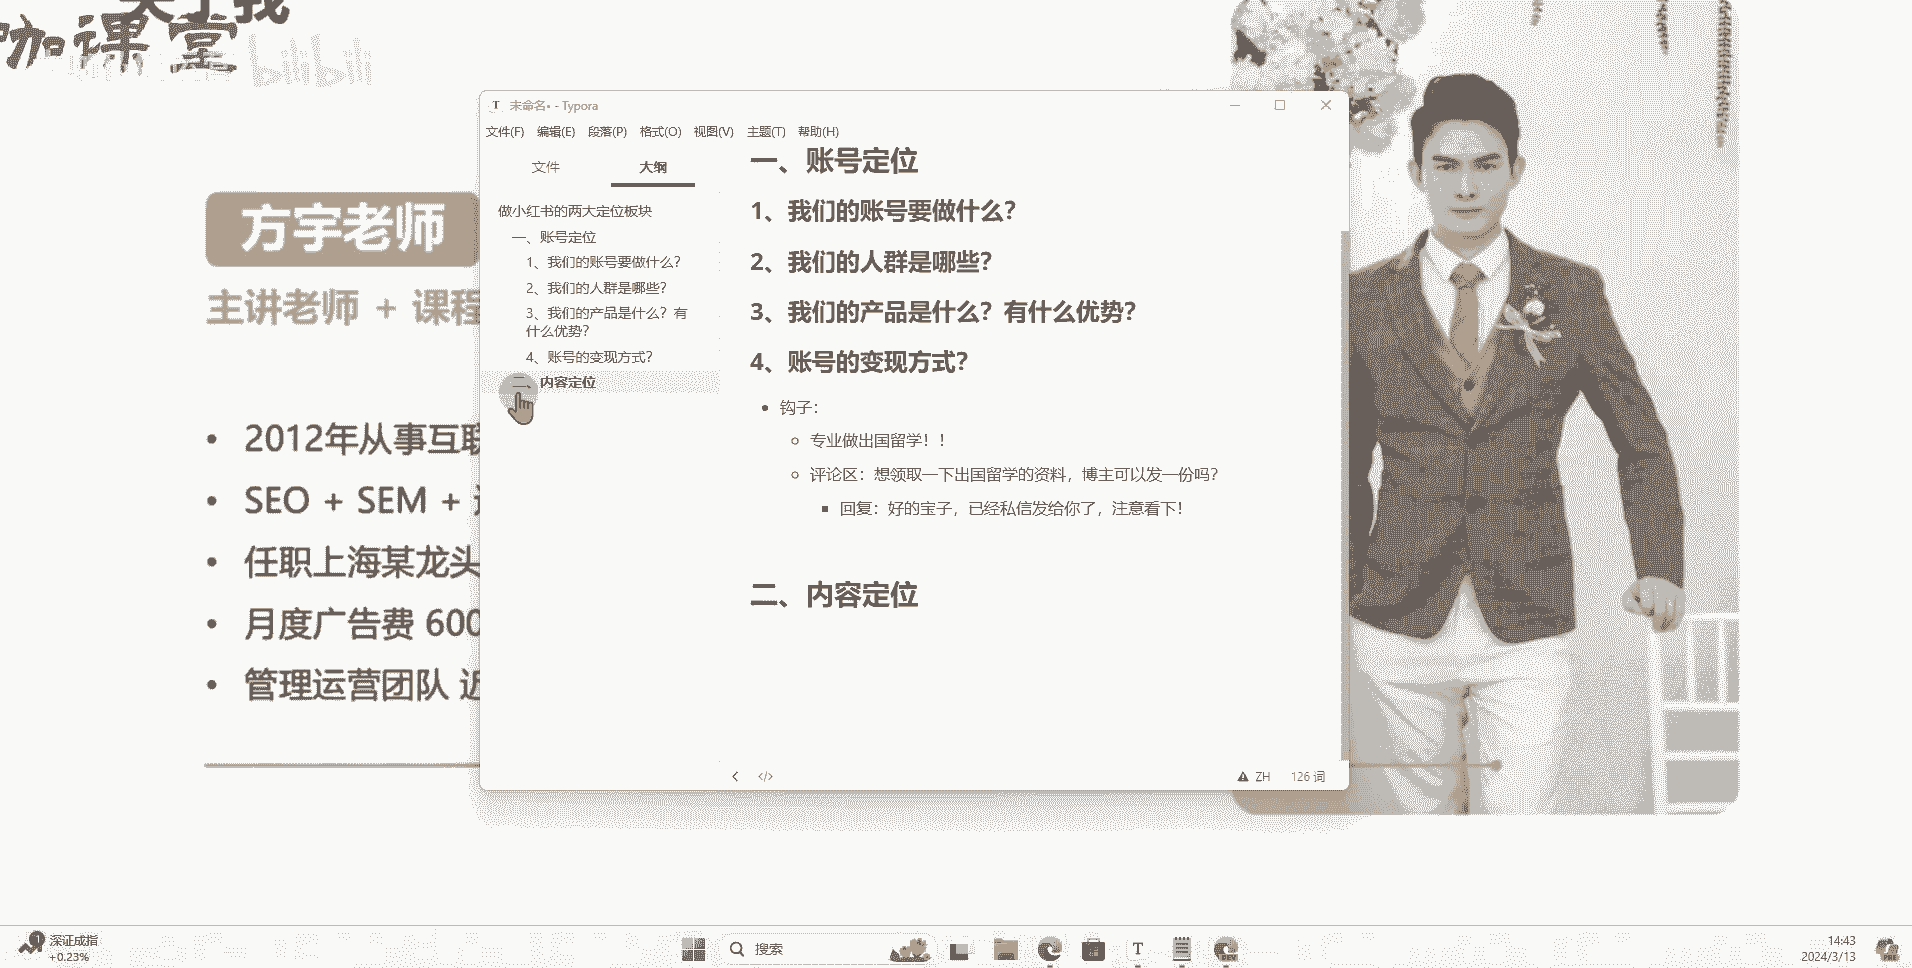 咖课堂
bilibili
方宇老师
主讲老师 + 课程
2012年从事互联
SEO + SEM +
任职上海某龙头
月度广告费 600
管理运营团队 近
未命名• - Typora
文件(F) 编辑(E) 段落(P) 格式(O) 视图(V) 主题(T) 帮助(H)
文件 大纲
做小红书的两大定位板块
一、账号定位
1、我们的账号要做什么?
2、我们的人群是哪些?
3、我们的产品是什么? 有
什么优势?
4、账号的变现方式?
二、内容定位
一、账号定位
1、我们的账号要做什么?
2、我们的人群是哪些?
3、我们的产品是什么? 有什么优势?
4、账号的变现方式?
钩子:
专业做出国留学! !
评论区: 想领取一下出国留学的资料, 博主可以发一份吗?
回复: 好的宝子, 已经私信发给你了, 注意看下!
二、内容定位
</> ZH 126 词
深证成指
+0.23%
搜索
14:43
2024/3/13